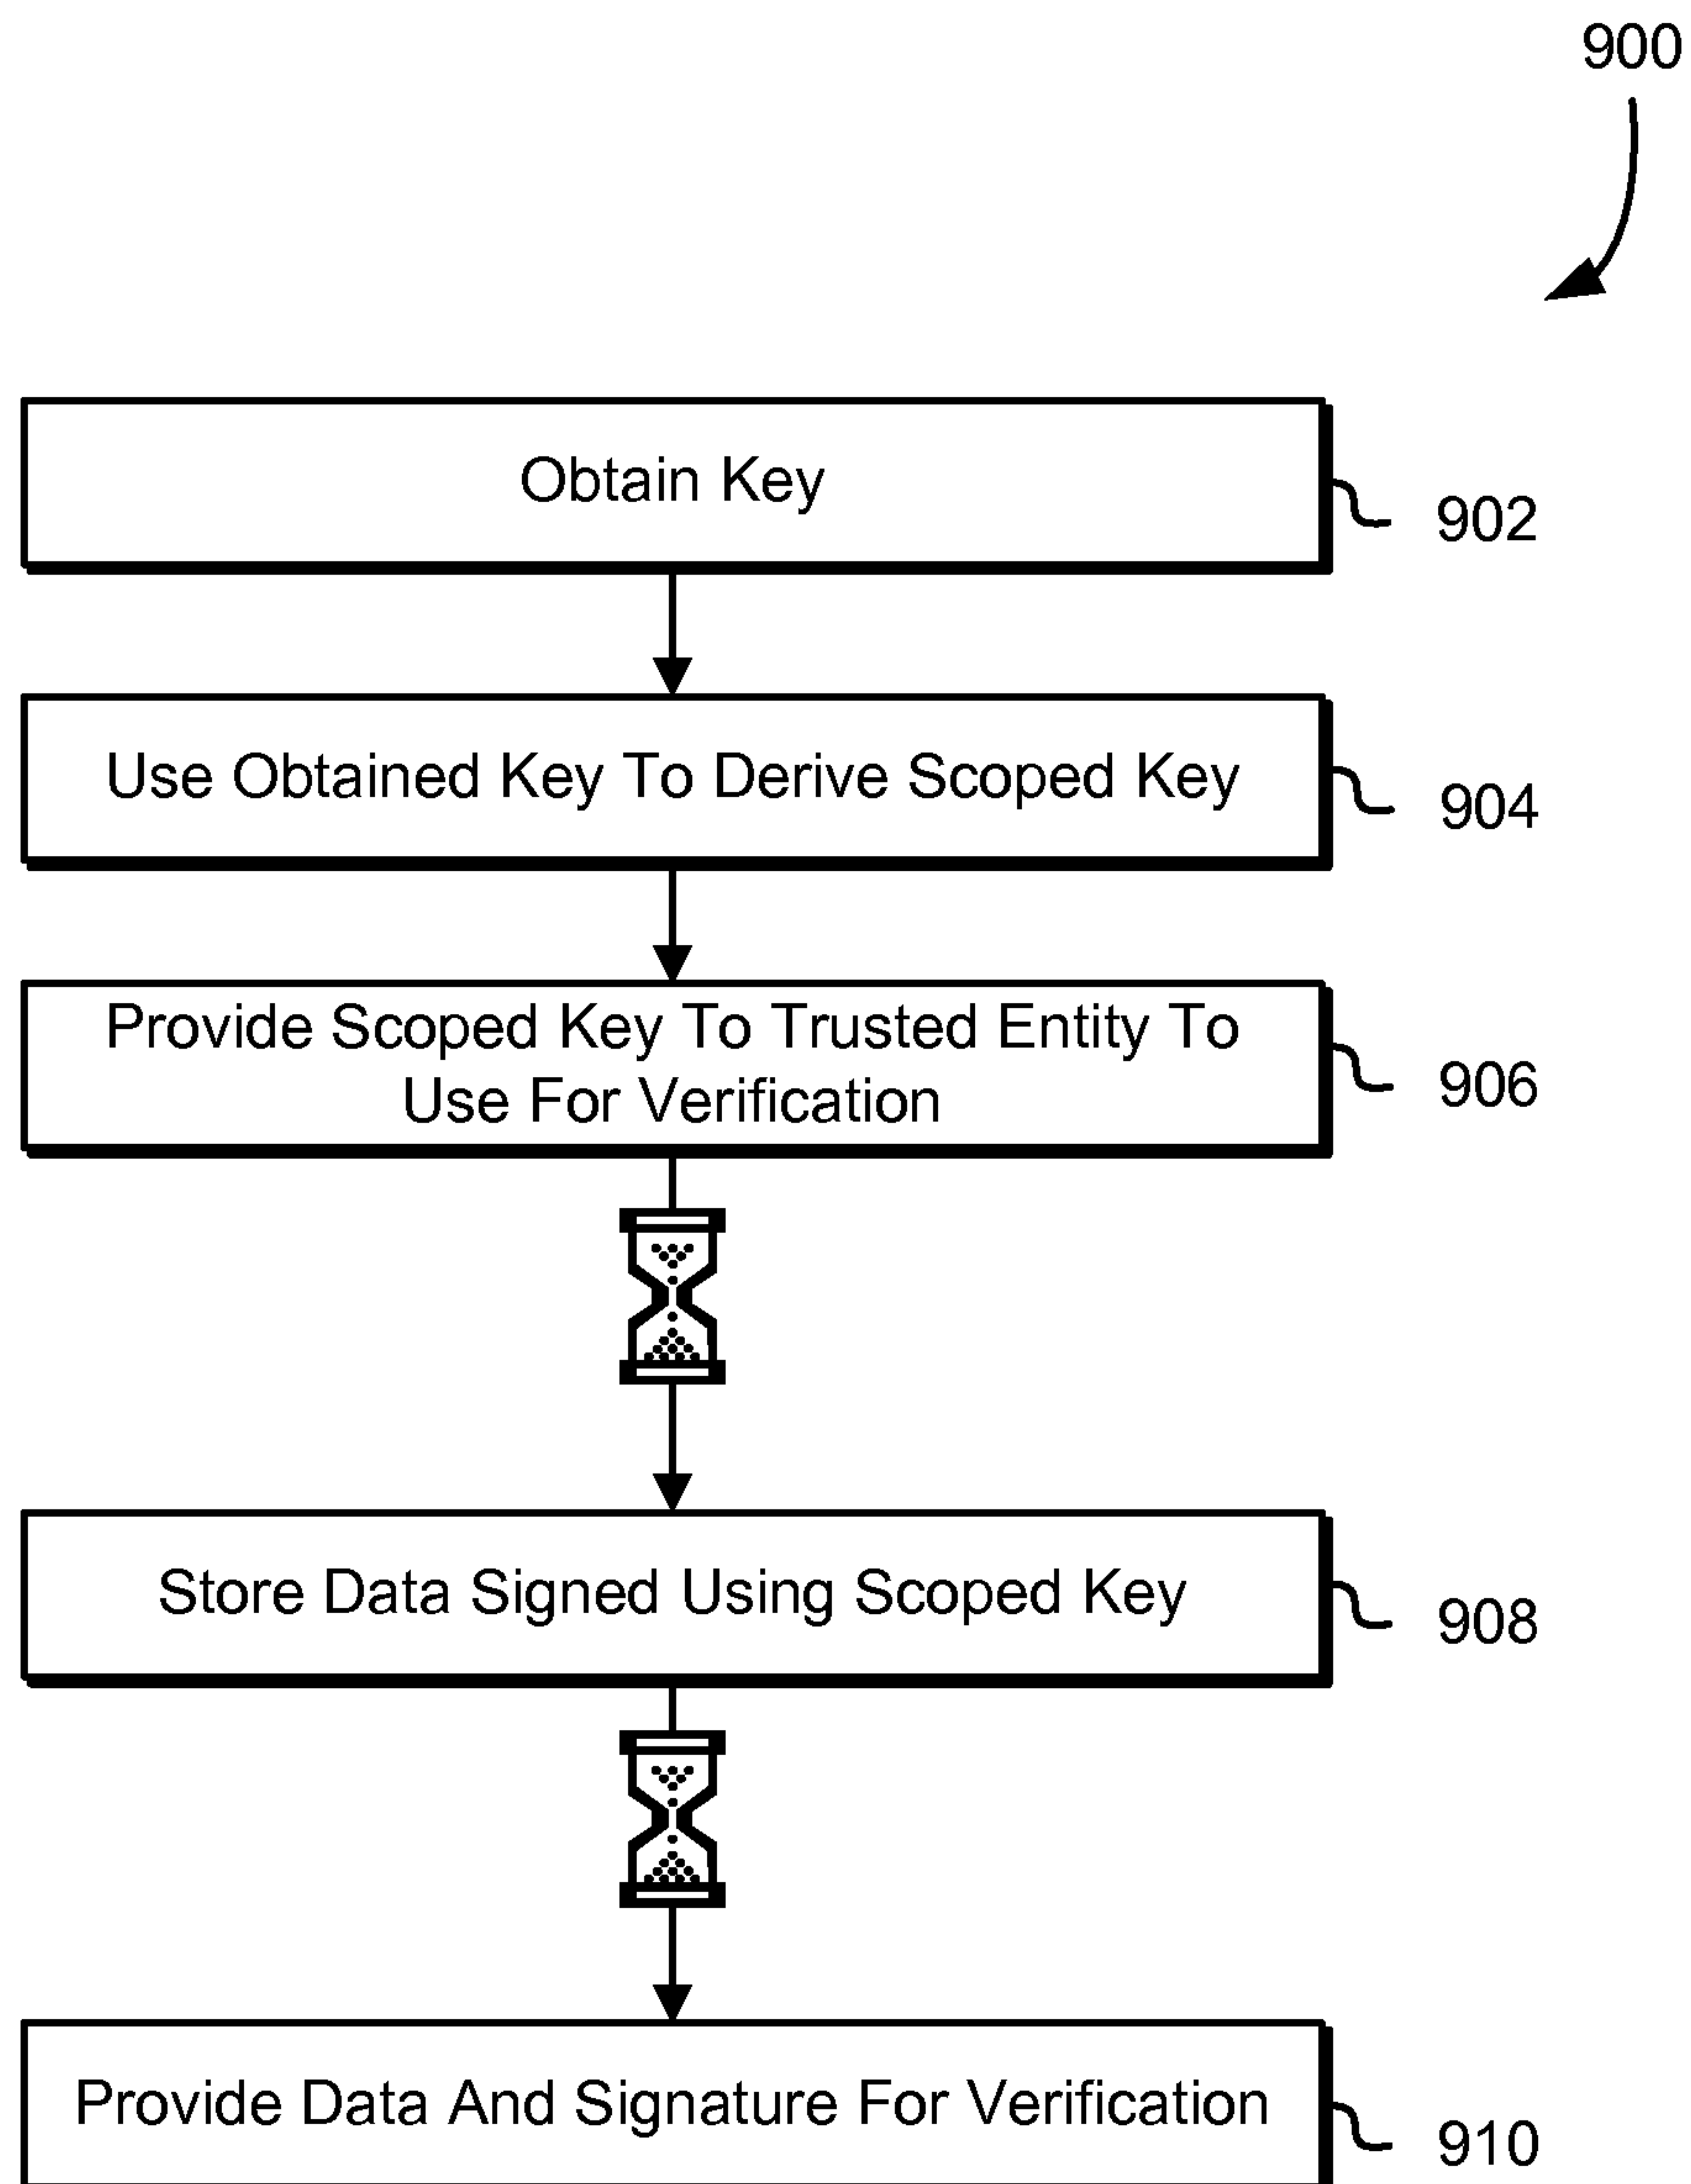 900
Obtain Key
902
Use Obtained Key To Derive Scoped Key
904
Provide Scoped Key To Trusted Entity To
Use For Verification
906
Store Data Signed Using Scoped Key
908
Provide Data And Signature For Verification
910